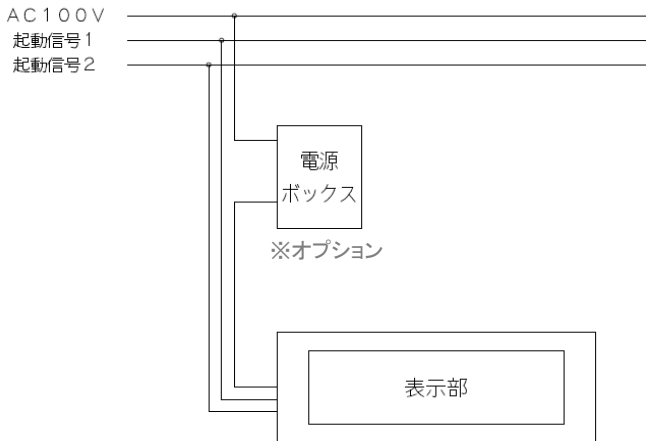 ＡＣ１００Ｖ
起動信号１
起動信号２
電源
ボックス
※オプション
表示部